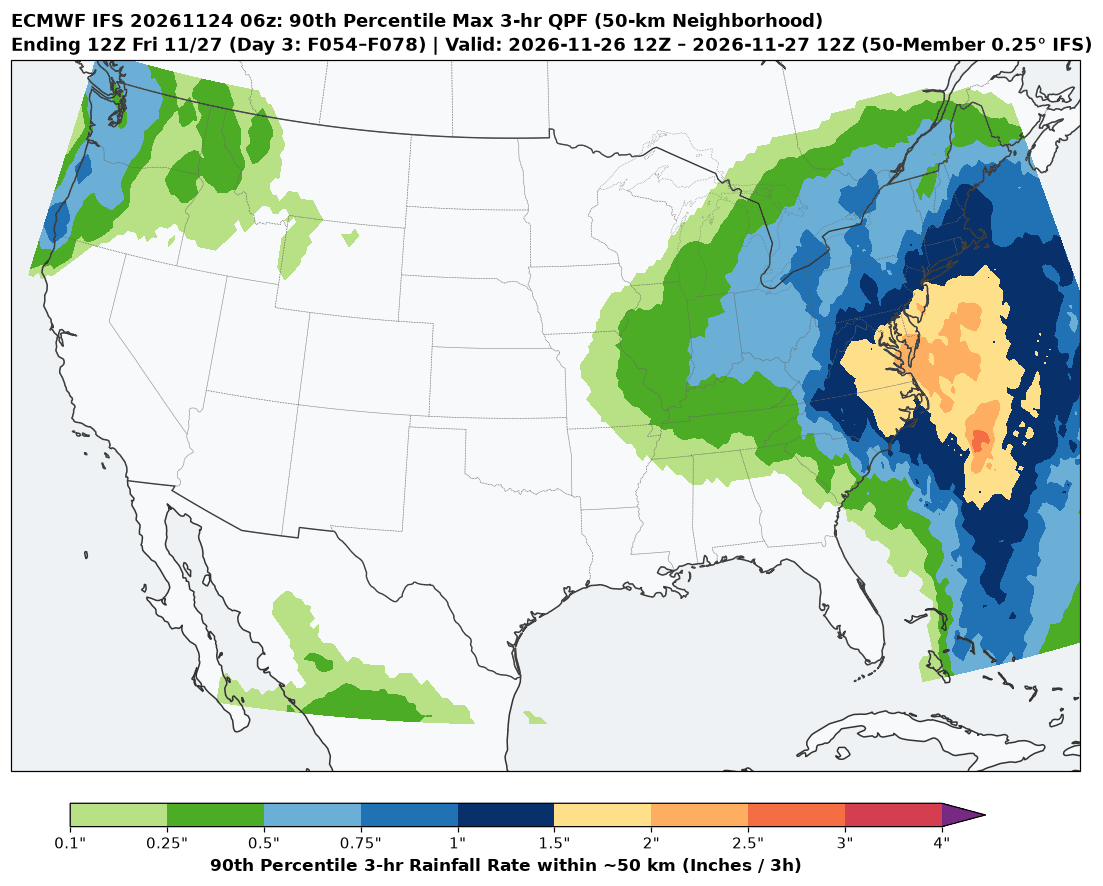 ECMWF IFS 20261124 06z: 90th Percentile Max 3-hr QPF (50-km Neighborhood)
Ending 12Z Fri 11/27 (Day 3: F054–F078) | Valid: 2026-11-26 12Z – 2026-11-27 12Z (50-Member 0.25° IFS)
0.1" 0.25" 0.5" 0.75" 1" 1.5" 2" 2.5" 3" 4"
90th Percentile 3-hr Rainfall Rate within ~50 km (Inches / 3h)